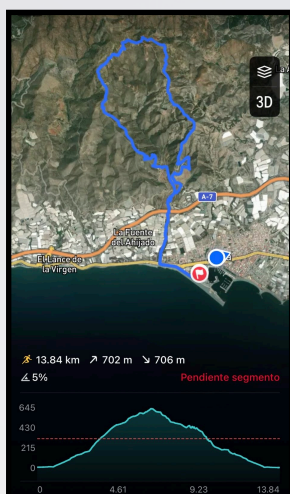 3D
A-7
La Fuente
del Ahijado
El Lance de
la Virgen
13.84 km ↗ 702 m ↘ 706 m
5% Pendiente segmento
645
430
215
0
0 4.61 9.23 13.84